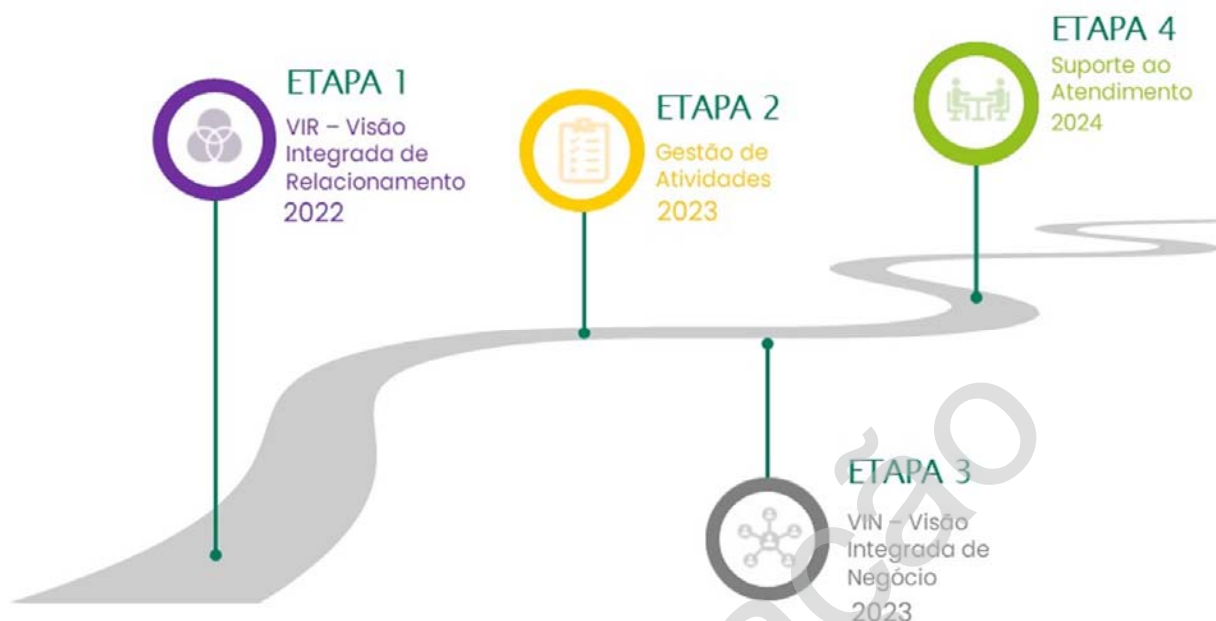 ETAPA 1
VIR – Visão
Integrada de
Relacionamento
2022
ETAPA 2
Gestão de
Atividades
2023
ETAPA 3
VIN – Visão
Integrada de
Negócio
2023
ETAPA 4
Suporte ao
Atendimento
2024